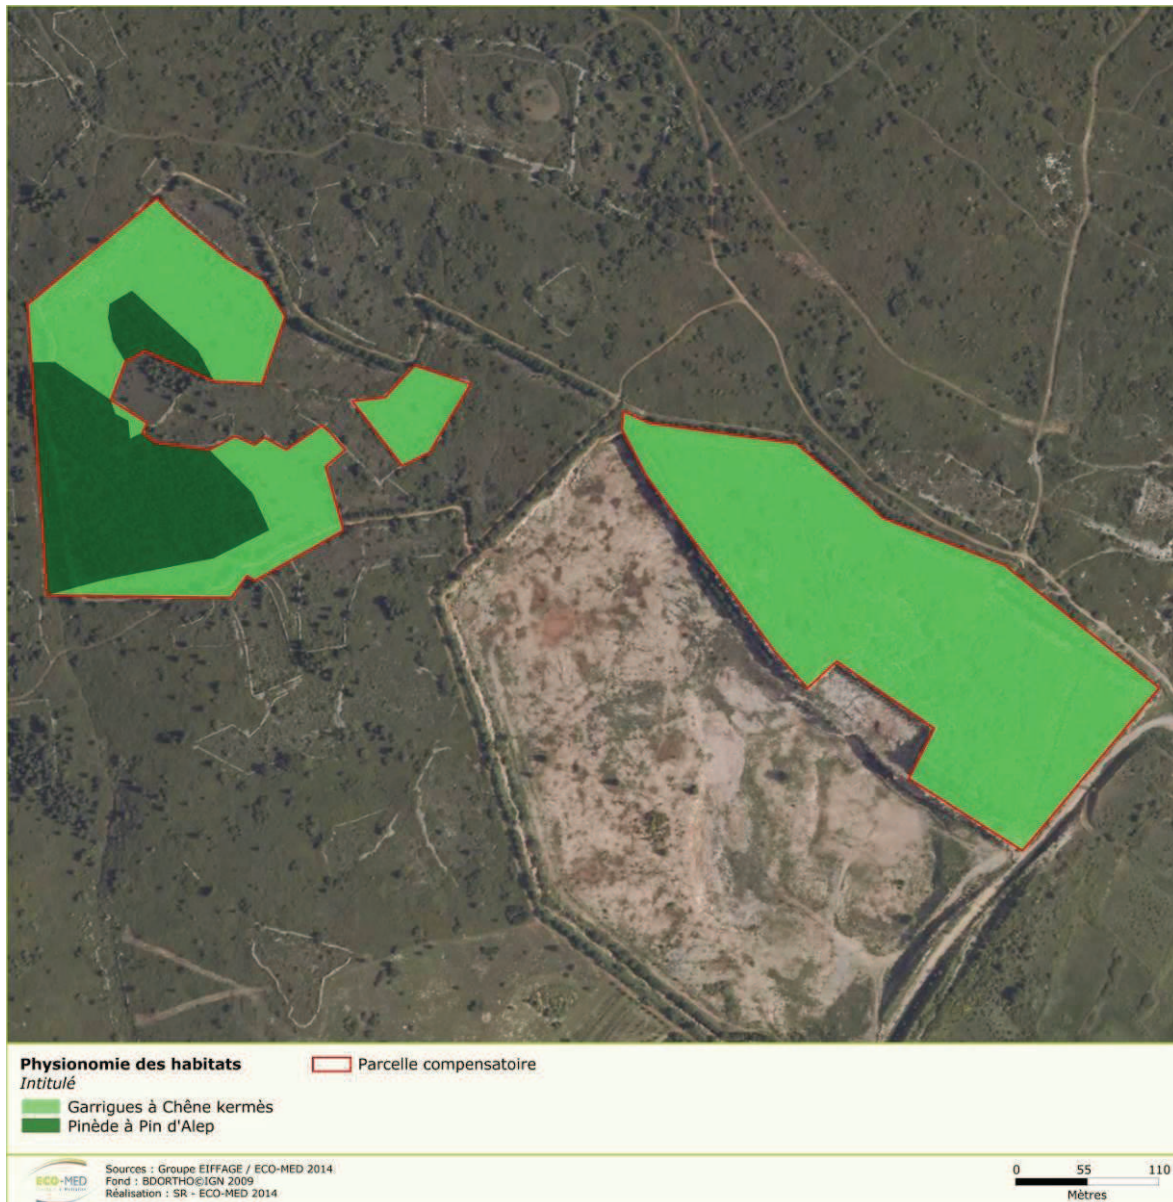 Physionomie des habitats
Intitulé
Garrigues à Chêne kermès
Pinède à Pin d'Alep
Parcelle compensatoire
ECO-MED
Sources : Groupe EIFFAGE / ECO-MED 2014
Fond : BDORTHO©IGN 2009
Réalisation : SR - ECO-MED 2014
0 55 110
Mètres